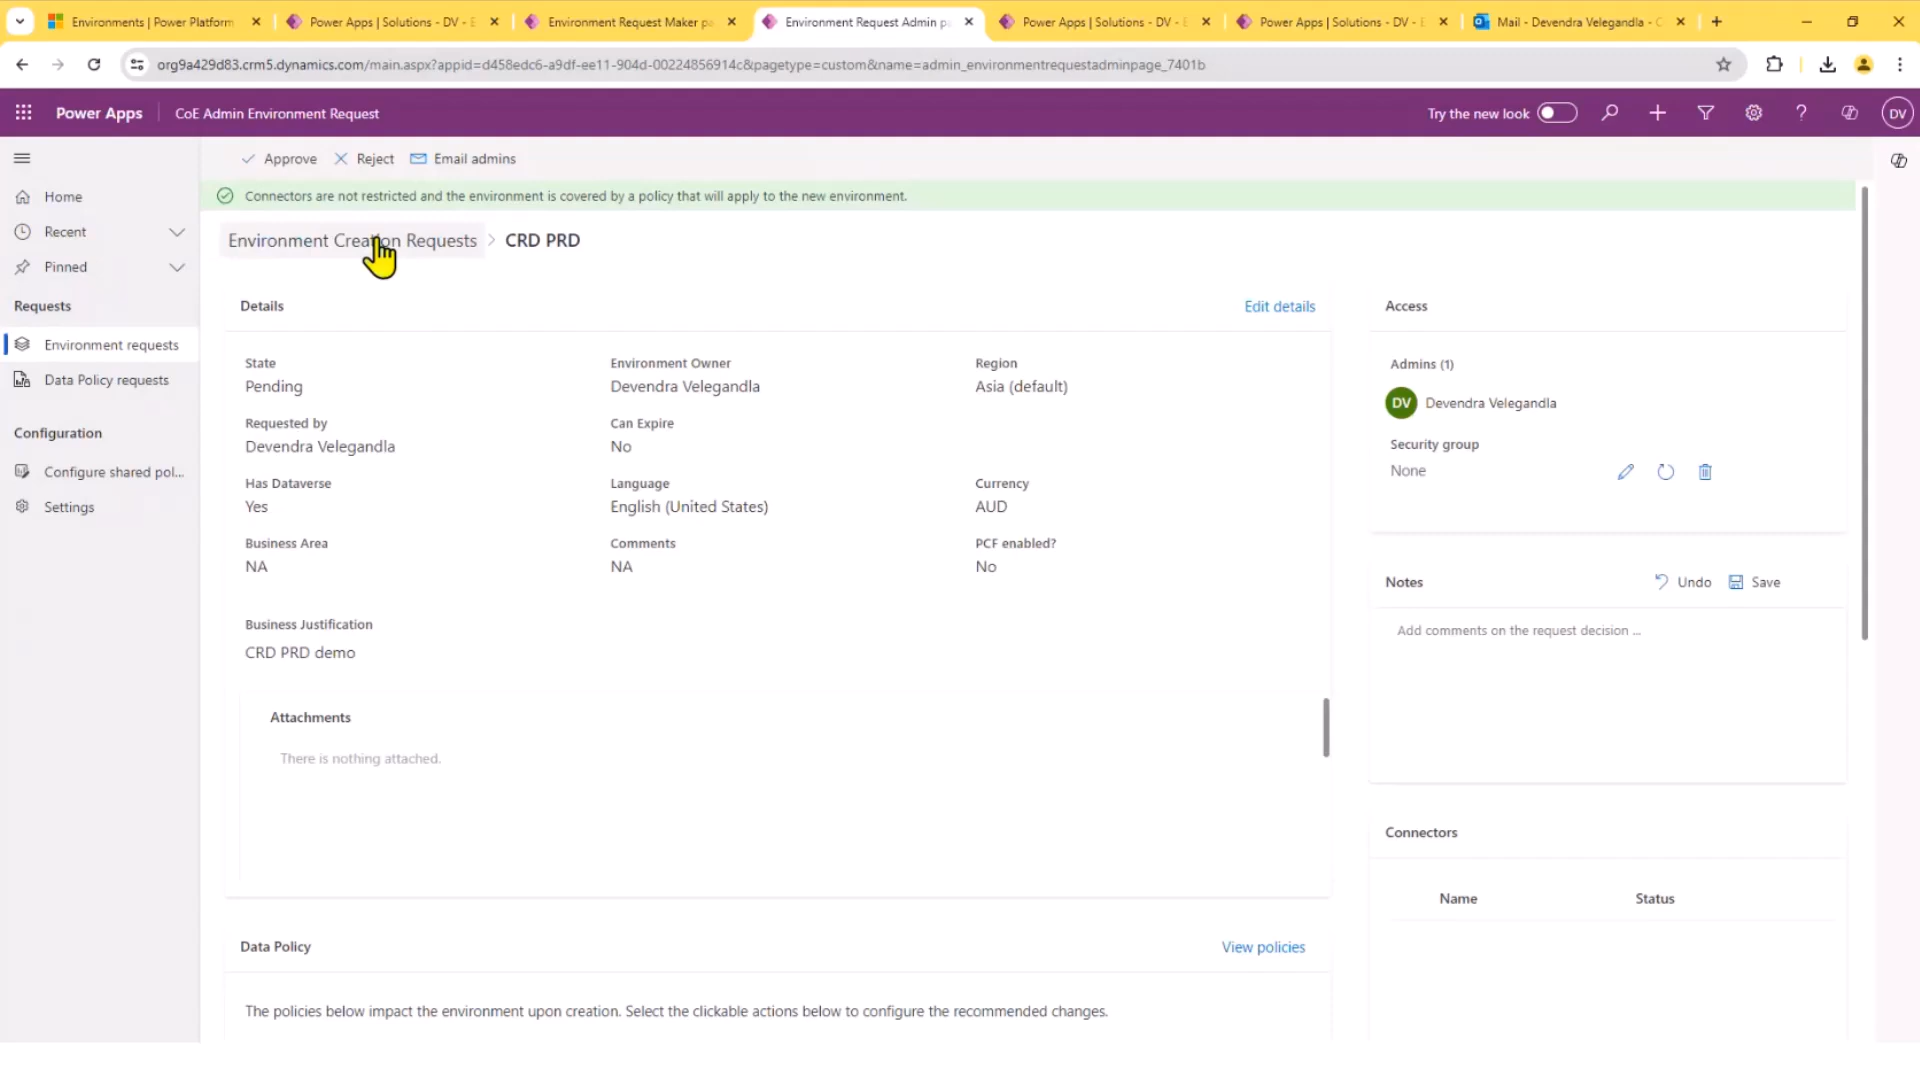 Environments | Power Platform
Power Apps | Solutions - DV - E
Environment Request Maker pa
Environment Request Admin pa
Power Apps | Solutions - DV - E
Power Apps | Solutions - DV - E
Mail - Devendra Velegandla - C
org9a429d83.crm5.dynamics.com/main.aspx?appid=d458edc6-a9df-ee11-904d-00224856914c&pagetype=custom&name=admin_environmentrequestadminpage_7401b
Power Apps
CoE Admin Environment Request
Try the new look
DV
Approve
Reject
Email admins
Home
Connectors are not restricted and the environment is covered by a policy that will apply to the new environment.
Recent
Pinned
Environment Creation Requests > CRD PRD
Requests
Environment requests
Data Policy requests
Configuration
Configure shared pol...
Settings
Details
Edit details
State
Pending
Environment Owner
Devendra Velegandla
Region
Asia (default)
Requested by
Devendra Velegandla
Can Expire
No
Has Dataverse
Yes
Language
English (United States)
Currency
AUD
Business Area
NA
Comments
NA
PCF enabled?
No
Business Justification
CRD PRD demo
Attachments
There is nothing attached.
Data Policy
View policies
The policies below impact the environment upon creation. Select the clickable actions below to configure the recommended changes.
Access
Admins (1)
DV
Devendra Velegandla
Security group
None
Notes
Undo
Save
Add comments on the request decision ...
Connectors
Name
Status